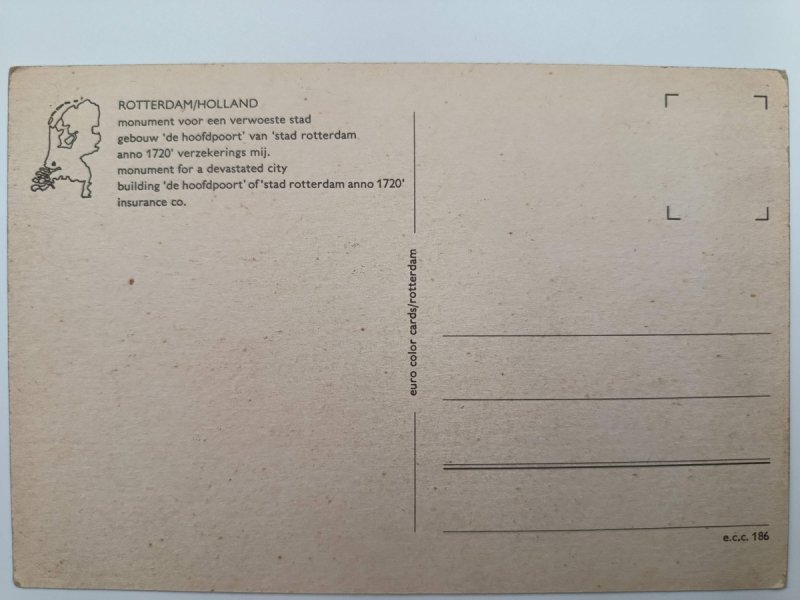 ROTTERDAM/HOLLAND
monument voor een verwoeste stad
gebouw 'de hoofdpoort' van 'stad rotterdam
anno 1720' verzekerings mij.
monument for a devastated city
building 'de hoofdpoort' of 'stad rotterdam anno 1720'
insurance co.
euro color cards/rotterdam
e.c.c. 186